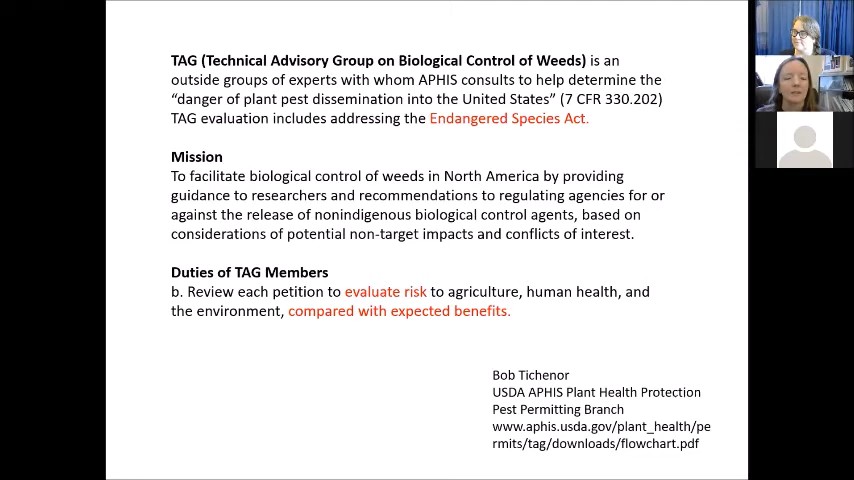 TAG (Technical Advisory Group on Biological Control of Weeds) is an
outside groups of experts with whom APHIS consults to help determine the
“danger of plant pest dissemination into the United States” (7 CFR 330.202)
TAG evaluation includes addressing the Endangered Species Act.
Mission
To facilitate biological control of weeds in North America by providing
guidance to researchers and recommendations to regulating agencies for or
against the release of nonindigenous biological control agents, based on
considerations of potential non-target impacts and conflicts of interest.
Duties of TAG Members
b. Review each petition to evaluate risk to agriculture, human health, and
the environment, compared with expected benefits.
Bob Tichenor
USDA APHIS Plant Health Protection
Pest Permitting Branch
www.aphis.usda.gov/plant_health/pe
rmits/tag/downloads/flowchart.pdf